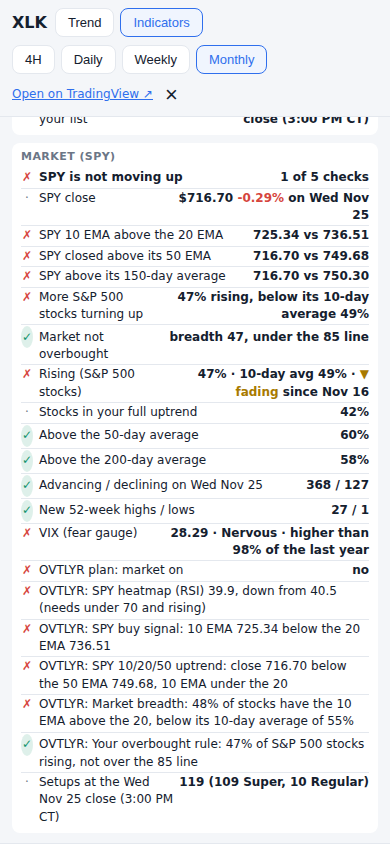 XLK Trend Indicators
4H Daily Weekly Monthly
Open on TradingView ↗ ✕
your list close (3:00 PM CT)
MARKET (SPY)
✗ SPY is not moving up 1 of 5 checks
· SPY close $716.70 -0.29% on Wed Nov
25
✗ SPY 10 EMA above the 20 EMA 725.34 vs 736.51
✗ SPY closed above its 50 EMA 716.70 vs 749.68
✗ SPY above its 150-day average 716.70 vs 750.30
✗ More S&P 500 47% rising, below its 10-day
stocks turning up average 49%
✓ Market not breadth 47, under the 85 line
overbought
✗ Rising (S&P 500 47% · 10-day avg 49% · ▼
stocks) fading since Nov 16
· Stocks in your full uptrend 42%
✓ Above the 50-day average 60%
✓ Above the 200-day average 58%
✓ Advancing / declining on Wed Nov 25 368 / 127
✓ New 52-week highs / lows 27 / 1
✗ VIX (fear gauge) 28.29 · Nervous · higher than
98% of the last year
✗ OVTLYR plan: market on no
✗ OVTLYR: SPY heatmap (RSI) 39.9, down from 40.5
(needs under 70 and rising)
✗ OVTLYR: SPY buy signal: 10 EMA 725.34 below the 20
EMA 736.51
✗ OVTLYR: SPY 10/20/50 uptrend: close 716.70 below
the 50 EMA 749.68, 10 EMA under the 20
✗ OVTLYR: Market breadth: 48% of stocks have the 10
EMA above the 20, below its 10-day average of 55%
✓ OVTLYR: Your overbought rule: 47% of S&P 500 stocks
rising, not over the 85 line
· Setups at the Wed 119 (109 Super, 10 Regular)
Nov 25 close (3:00 PM
CT)